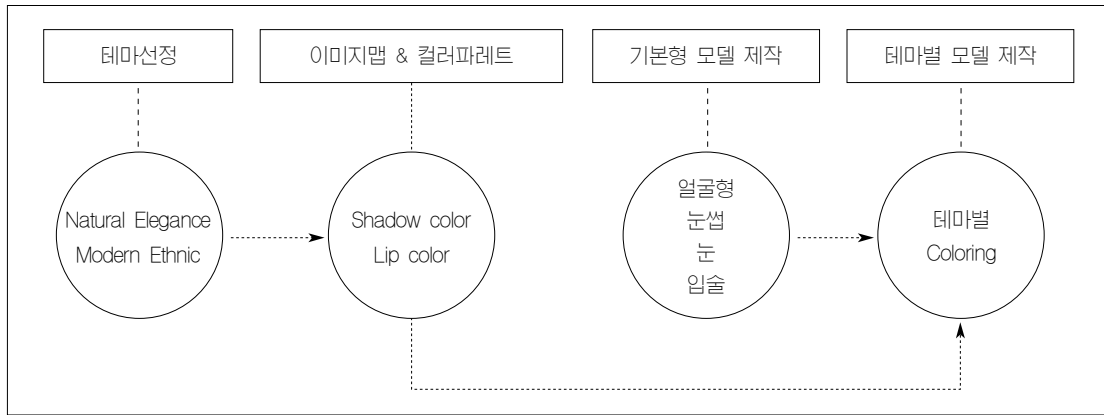 테마선정
이미지맵 & 컬러파레트
기본형 모델 제작
테마별 모델 제작
Natural Elegance
Modern Ethnic
Shadow color
Lip color
얼굴형
눈썹
눈
입술
테마별
Coloring